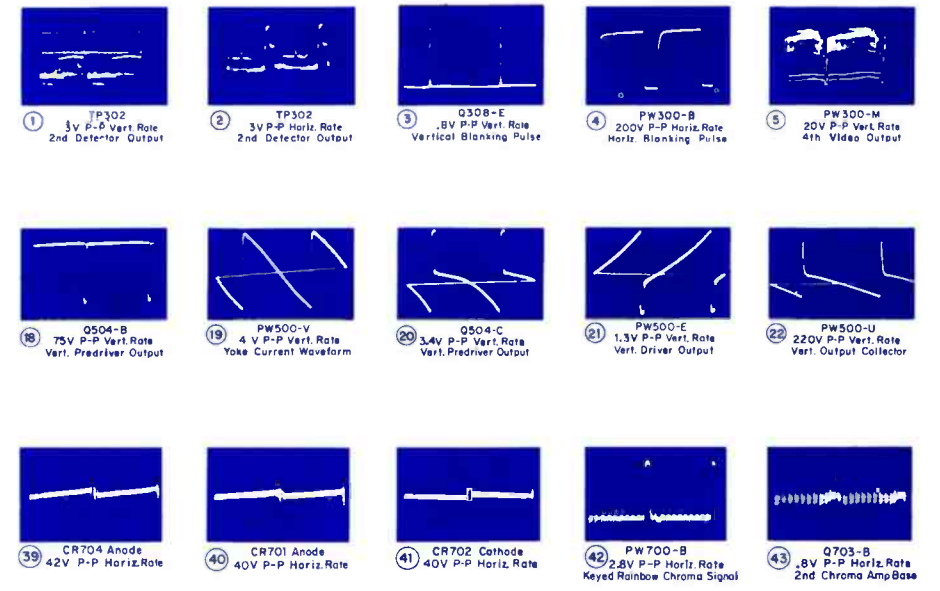 1 TP302
3V P-P Vert. Rate
2nd Detector Output
2 TP302
3V P-P Horiz. Rate
2nd Detector Output
3 Q308-E
.8V P-P Vert. Rate
Vertical Blanking Pulse
4 PW300-B
200V P-P Horiz. Rate
Horiz. Blanking Pulse
5 PW300-M
20V P-P Vert. Rate
4th Video Output
18 Q504-B
75V P-P Vert. Rate
Vert. Predriver Output
19 PW500-V
4 V P-P Vert. Rate
Yoke Current Waveform
20 Q504-C
3.4V P-P Vert. Rate
Vert. Predriver Output
21 PW500-E
1.3V P-P Vert. Rate
Vert. Driver Output
22 PW500-U
220V P-P Vert. Rate
Vert. Output Collector
39 CR704 Anode
42V P-P Horiz. Rate
40 CR701 Anode
40V P-P Horiz. Rate
41 CR702 Cathode
40V P-P Horiz. Rate
42 PW700-B
2.8V P-P Horiz. Rate
Keyed Rainbow Chroma Signal
43 Q703-B
.8V P-P Horiz. Rate
2nd Chroma Amp Base